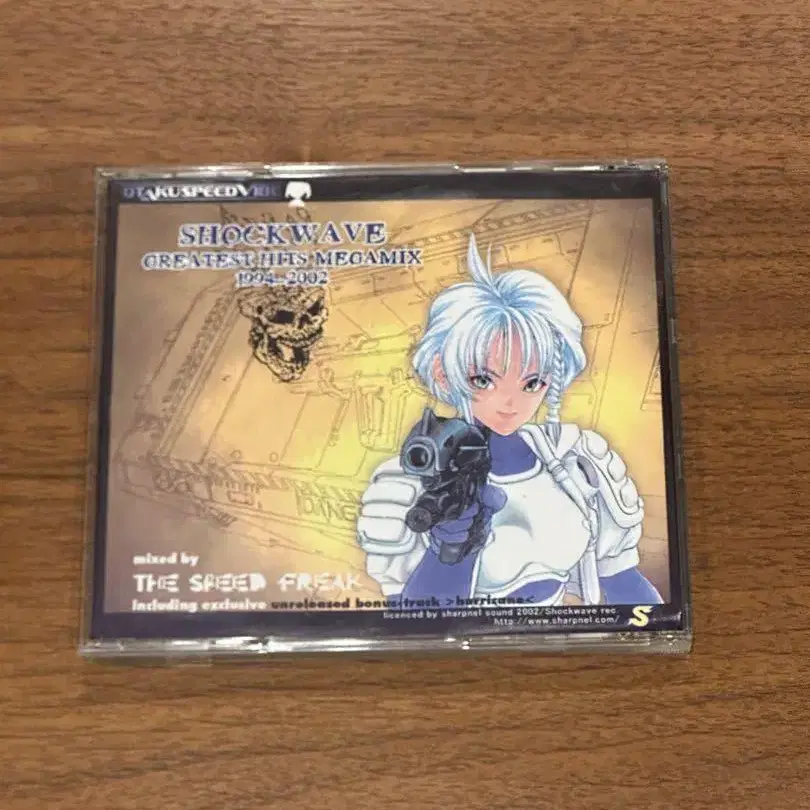 OTAKUSPEEDVIBE
SHOCKWAVE
GREATEST HITS MEGAMIX
1994-2002
mixed by
THE SPEED FREAK
including exclusive unreleased bonus-track >hurricane<
licenced by sharpnel sound 2002/Shockwave rec
http://www.sharpnel.com/
S